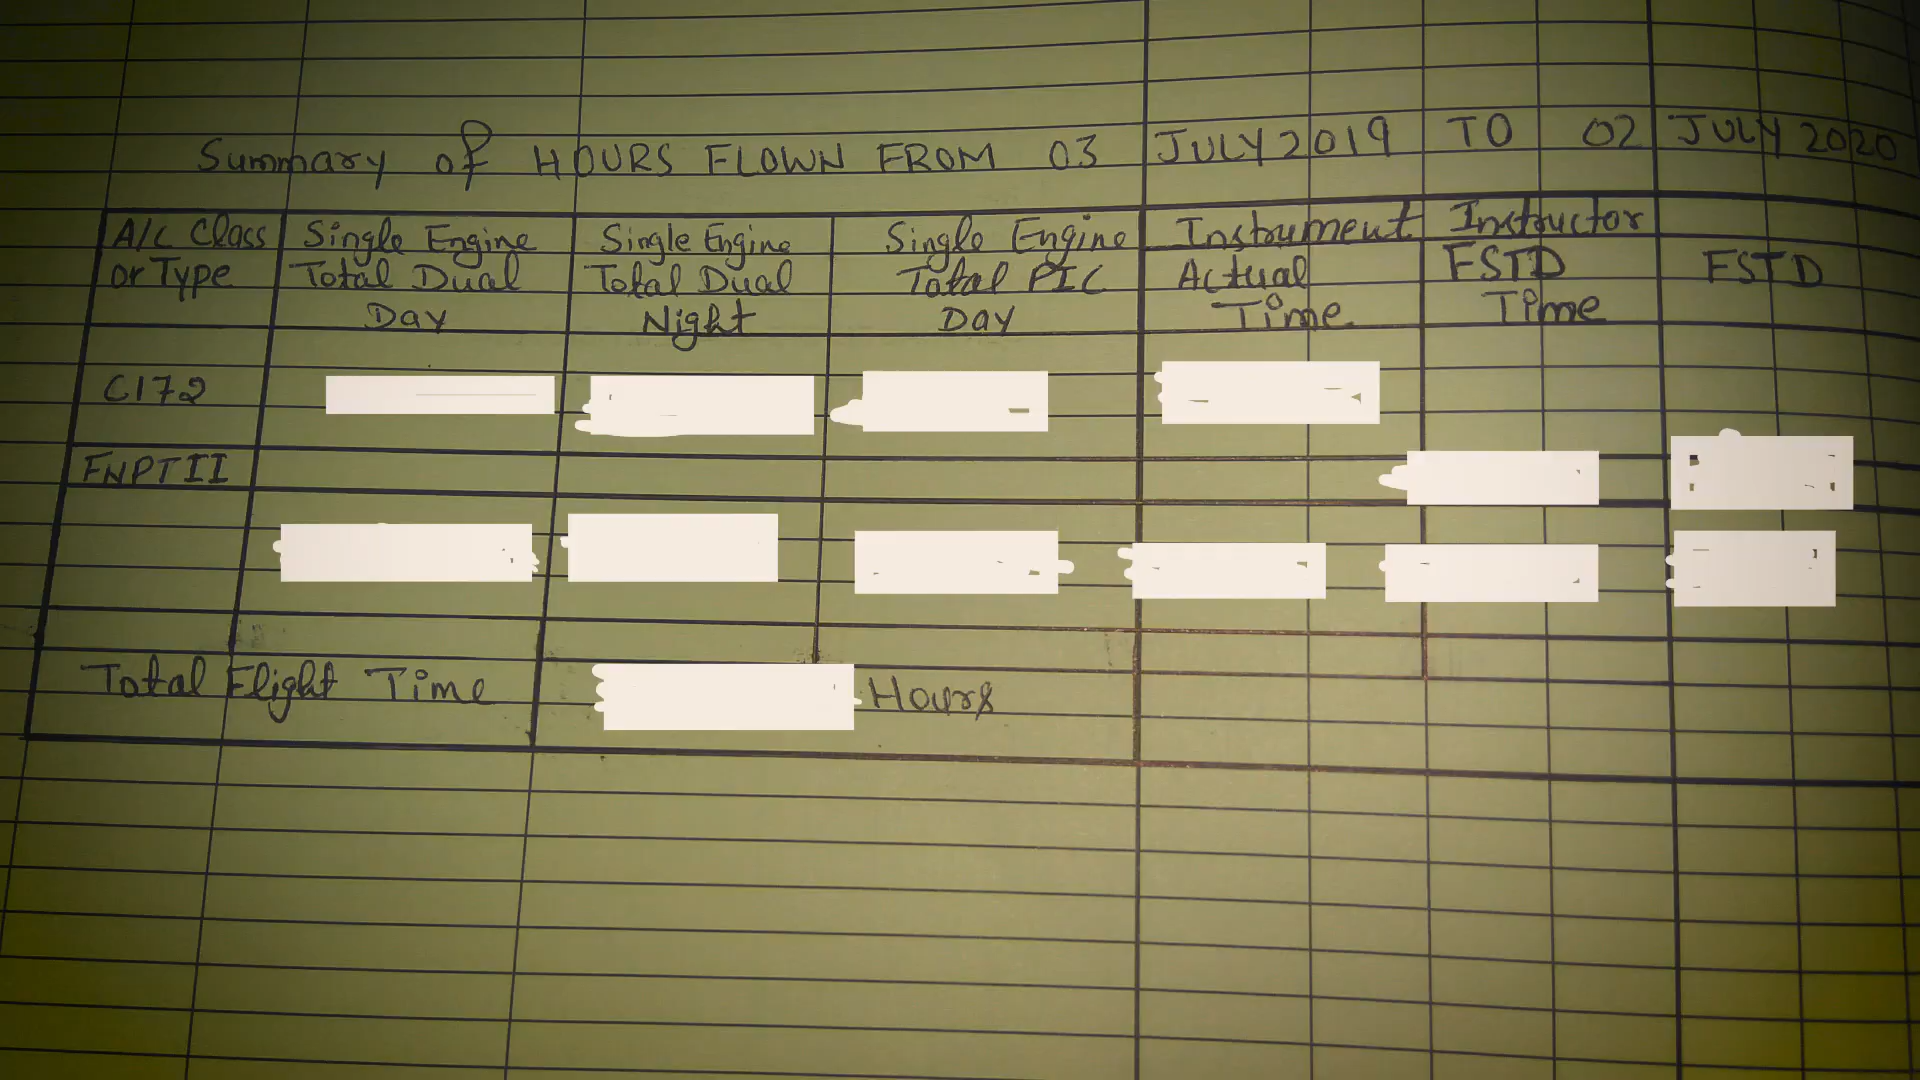 Summary of HOURS FLOWN FROM 03 JULY 2019 TO 02 JULY 2020
A/C Class or Type
Single Engine Total Dual Day
Single Engine Total Dual Night
Single Engine Total PIC Day
Instrument Instructor
Actual Time
FSTD Time
FSTD
C172
FNPTII
Total Flight Time Hours